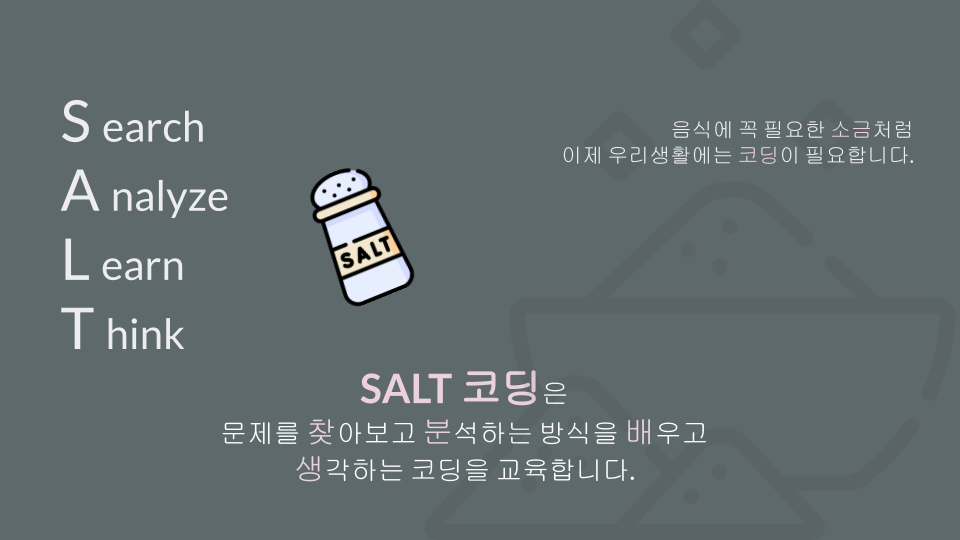 S earch
A nalyze
L earn
T hink
음식에 꼭 필요한 소금처럼
이제 우리생활에는 코딩이 필요합니다.
SALT
SALT 코딩은
문제를 찾아보고 분석하는 방식을 배우고
생각하는 코딩을 교육합니다.